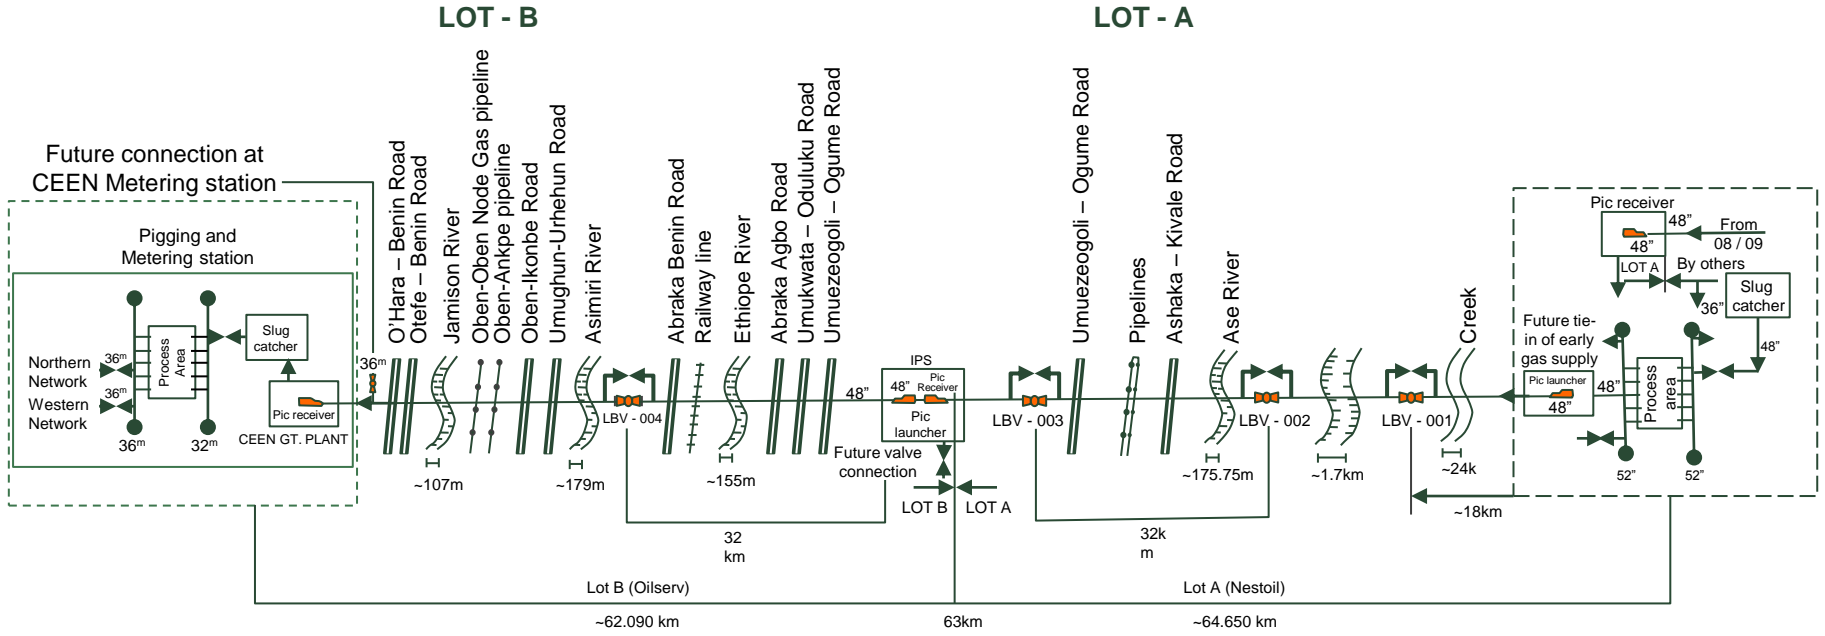 LOT - B
LOT - A
Future connection at
CEEN Metering station
Pigging and
Metering station
Northern
Network
Western
Network
36m
36m
36m
32m
Process
Area
Slug
catcher
Pic receiver
CEEN GT. PLANT
36m
O'Hara – Benin Road
Otefe – Benin Road
Jamison River
Oben-Oben Node Gas pipeline
Oben-Ankpe pipeline
Oben-Ikonbe Road
Umughun-Urhehun Road
Asimiri River
LBV - 004
Abraka Benin Road
Railway line
Ethiope River
Abraka Agbo Road
Umukwata – Oduluku Road
Umuezeogoli – Ogume Road
~107m
~179m
~155m
48"
IPS
48"
Pic
Receiver
Pic
launcher
Future valve
connection
LOT B
LOT A
32
km
LBV - 003
Umuezeogoli – Ogume Road
Pipelines
Ashaka – Kivale Road
Ase River
LBV - 002
LBV - 001
Creek
~175.75m
~1.7km
~24k
~18km
32k
m
Pic receiver
48"
48"
From
08 / 09
LOT A
By others
36"
Slug
catcher
48"
Future tie-
in of early
gas supply
Pic launcher
48"
48"
Process
area
52"
52"
Lot B (Oilserv)
Lot A (Nestoil)
~62.090 km
63km
~64.650 km